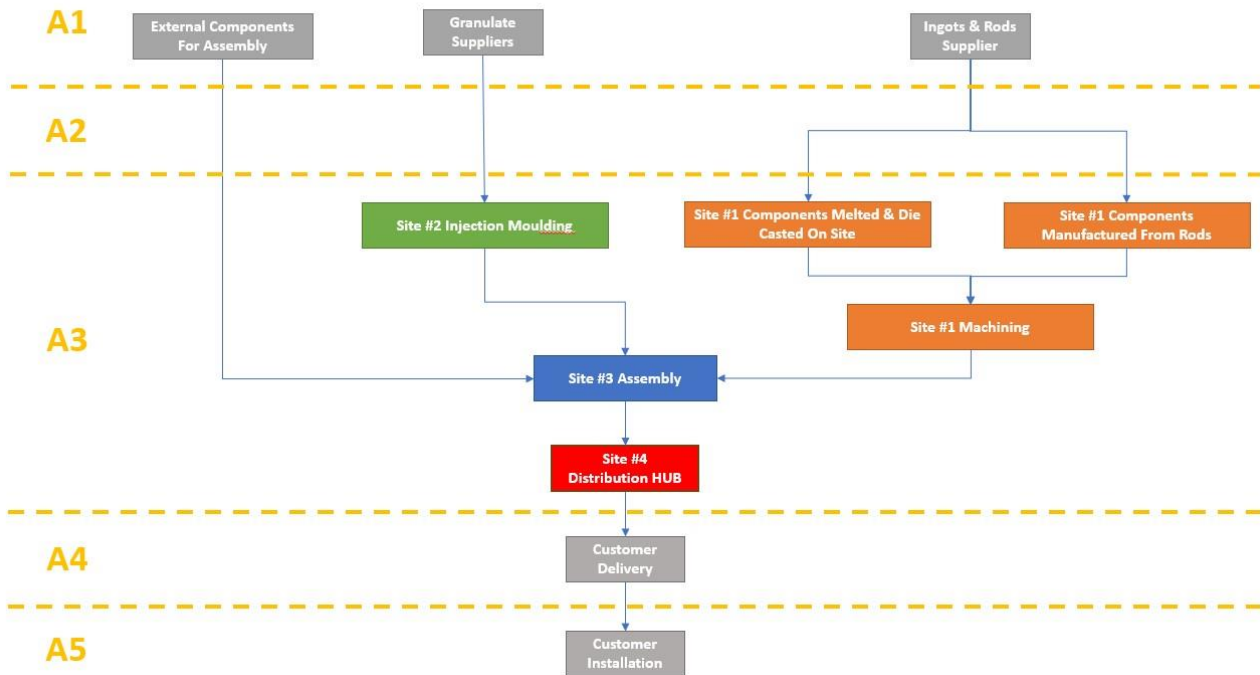 A1
External Components
For Assembly
Granulate
Suppliers
Ingots & Rods
Supplier
A2
A3
Site #2 Injection Moulding
Site #1 Components Melted & Die
Casted On Site
Site #1 Components
Manufactured From Rods
Site #1 Machining
Site #3 Assembly
Site #4
Distribution HUB
A4
Customer
Delivery
A5
Customer
Installation